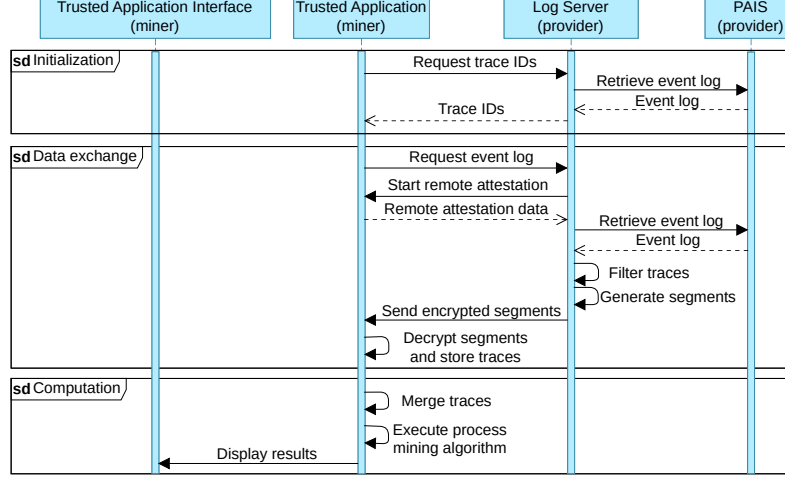 Trusted Application Interface
(miner)
Trusted Application
(miner)
Log Server
(provider)
PAIS
(provider)
sd Initialization
Request trace IDs
Retrieve event log
Event log
Trace IDs
sd Data exchange
Request event log
Start remote attestation
Remote attestation data
Retrieve event log
Event log
Filter traces
Generate segments
Send encrypted segments
Decrypt segments
and store traces
sd Computation
Merge traces
Execute process
mining algorithm
Display results